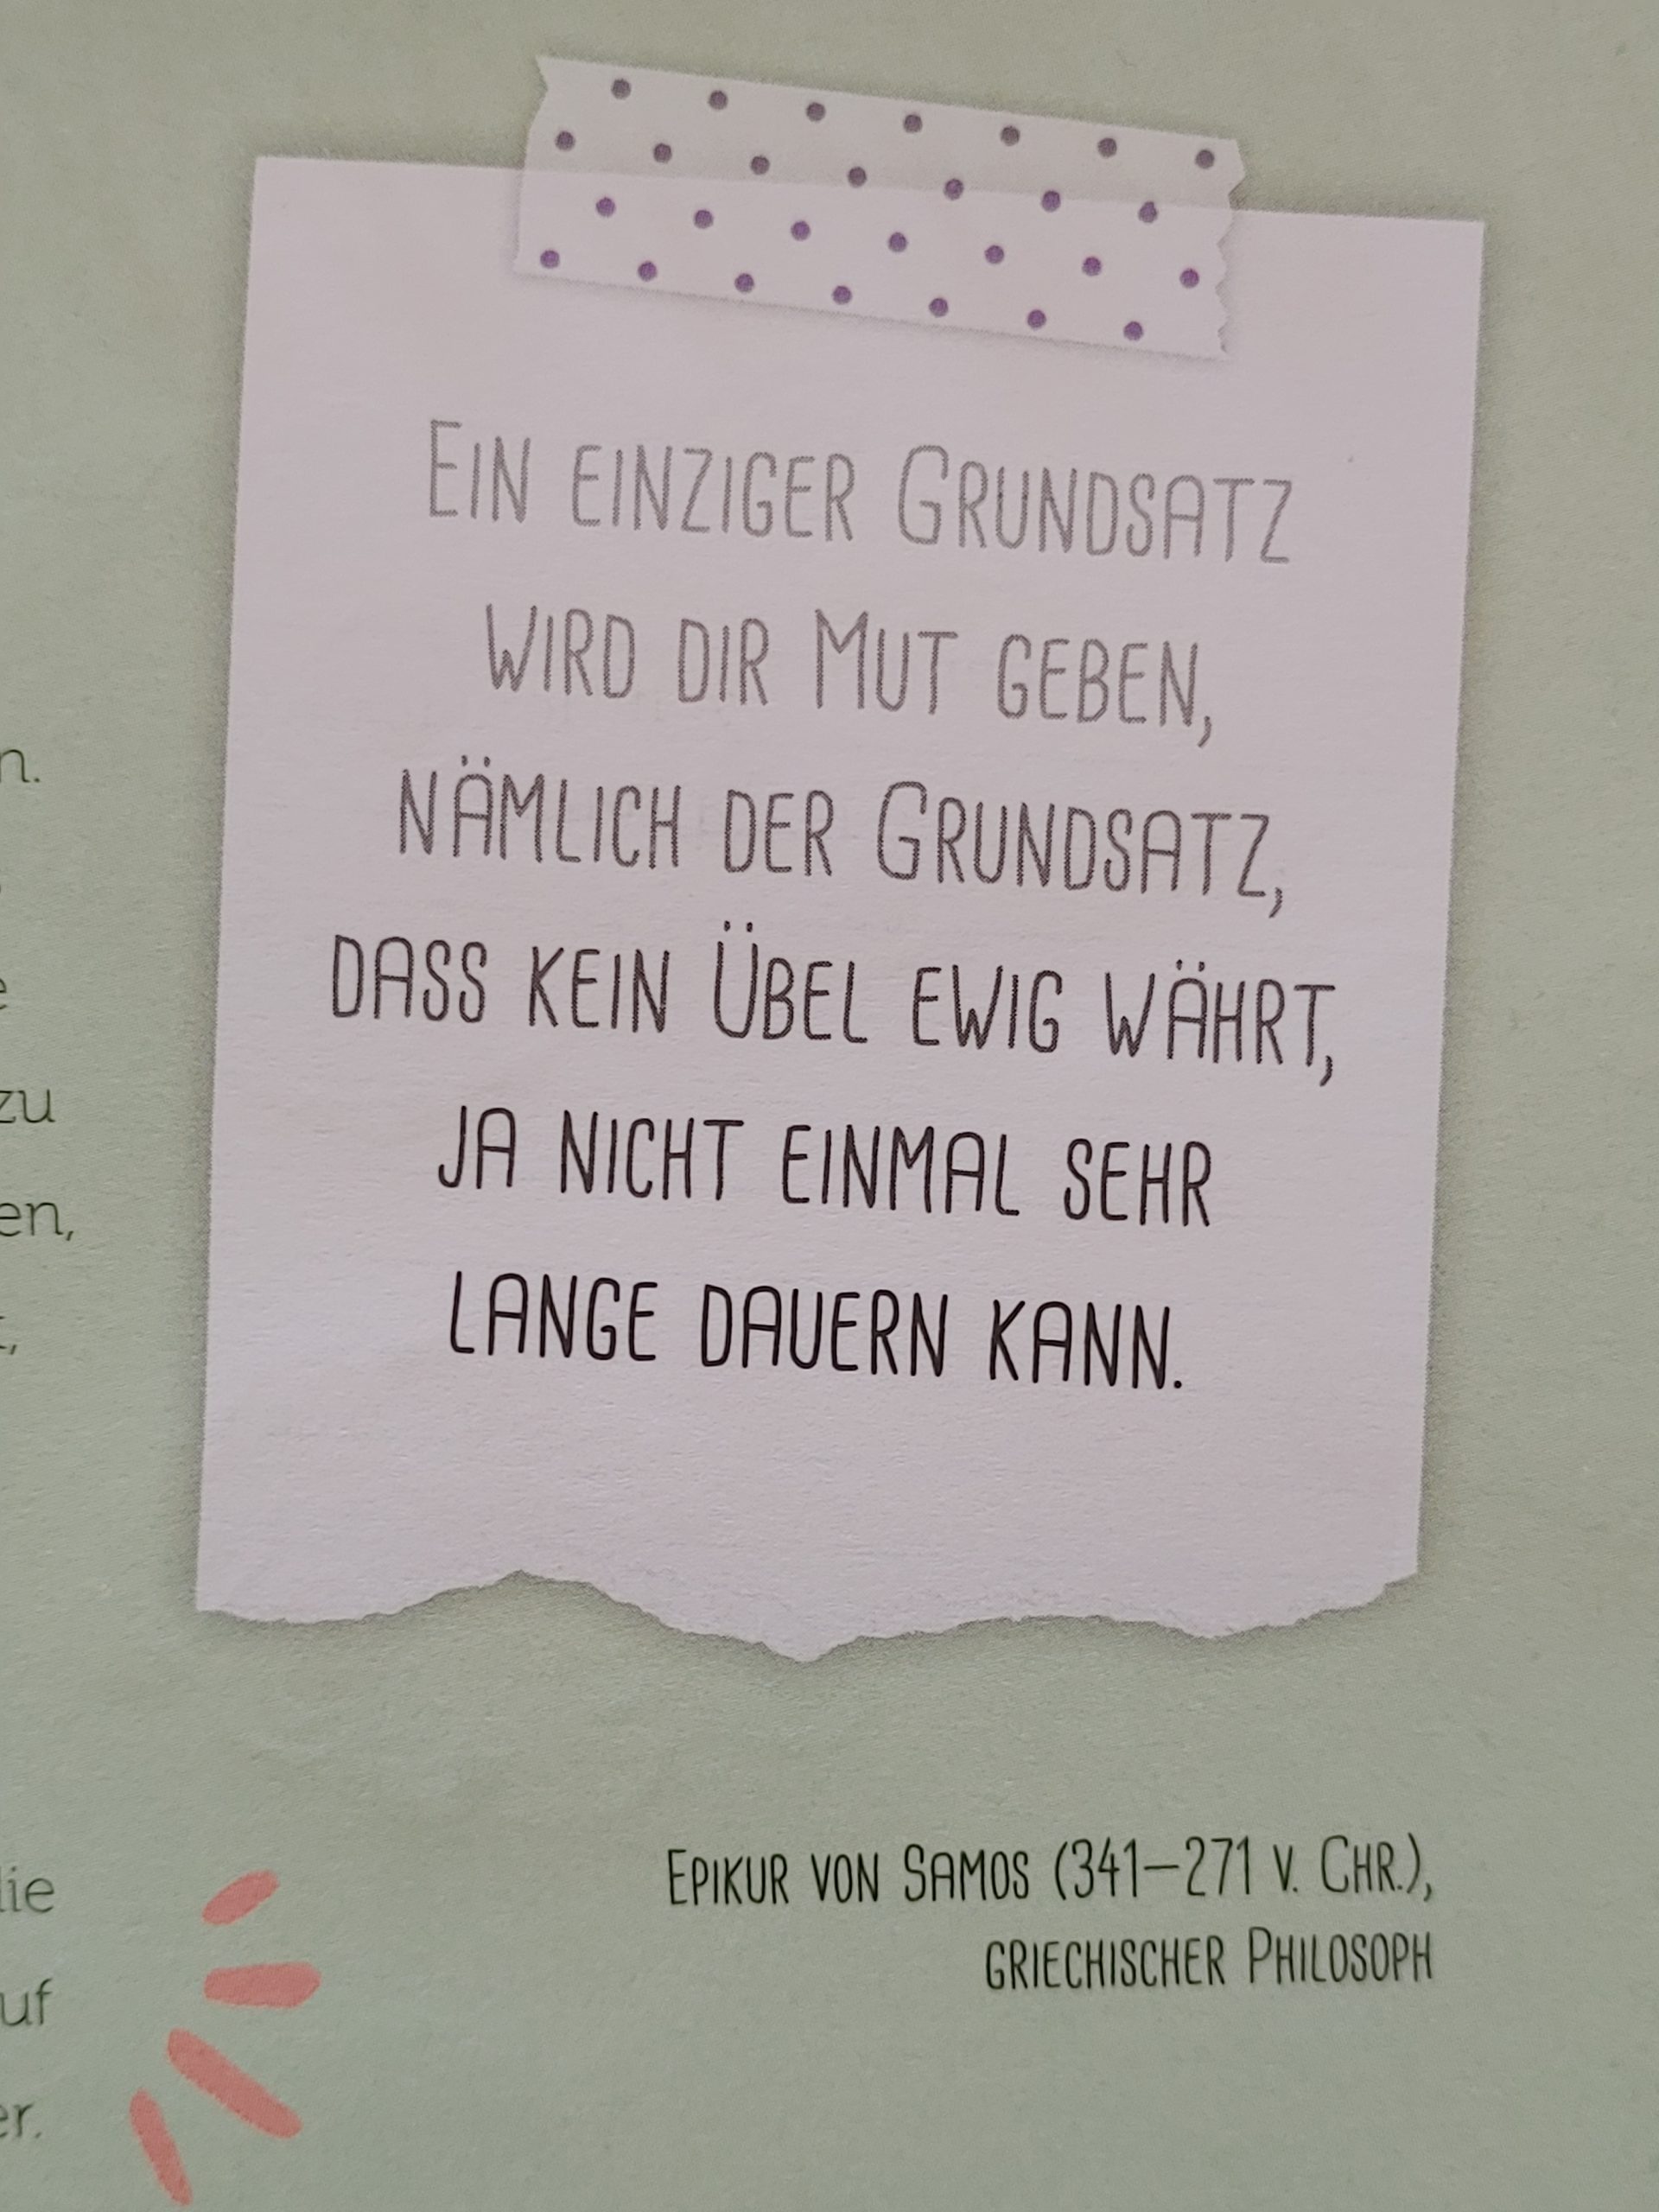 Ein einziger Grundsatz
wird dir Mut geben,
nämlich der Grundsatz,
dass kein Übel ewig währt,
ja nicht einmal sehr
lange dauern kann.
Epikur von Samos (341–271 v. Chr.),
griechischer Philosoph
zu